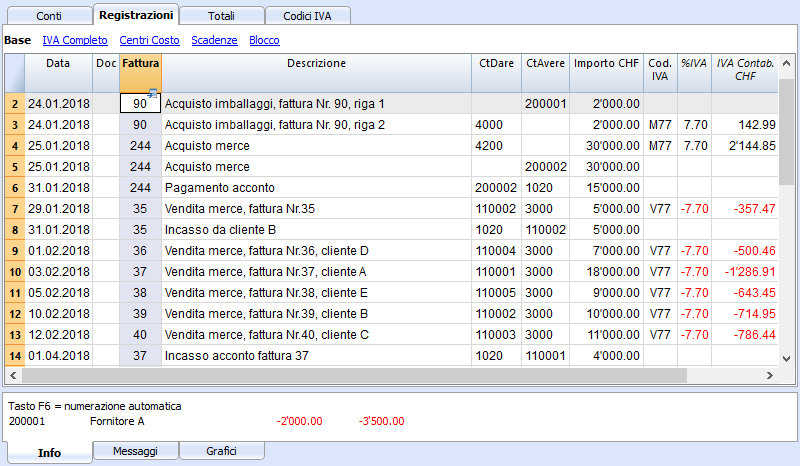 Conti Registrazioni Totali Codici IVA
Base IVA Completo Centri Costo Scadenze Blocco
Data Doc Fattura Descrizione CtDare CtAvere Importo CHF Cod. IVA %IVA IVA Contab. CHF
2 24.01.2018 90 Acquisto imballaggi, fattura Nr. 90, riga 1 200001 2'000.00
3 24.01.2018 90 Acquisto imballaggi, fattura Nr. 90, riga 2 4000 2'000.00 M77 7.70 142.99
4 25.01.2018 244 Acquisto merce 4200 30'000.00 M77 7.70 2'144.85
5 25.01.2018 244 Acquisto merce 200002 30'000.00
6 31.01.2018 244 Pagamento acconto 200002 1020 15'000.00
7 29.01.2018 35 Vendita merce, fattura Nr.35 110002 3000 5'000.00 V77 -7.70 -357.47
8 31.01.2018 35 Incasso da cliente B 1020 110002 5'000.00
9 01.02.2018 36 Vendita merce, fattura Nr.36, cliente D 110004 3000 7'000.00 V77 -7.70 -500.46
10 03.02.2018 37 Vendita merce, fattura Nr.37, cliente A 110001 3000 18'000.00 V77 -7.70 -1'286.91
11 05.02.2018 38 Vendita merce, fattura Nr.38, cliente E 110005 3000 9'000.00 V77 -7.70 -643.45
12 10.02.2018 39 Vendita merce, fattura Nr.39, cliente B 110002 3000 10'000.00 V77 -7.70 -714.95
13 12.02.2018 40 Vendita merce, fattura Nr.40, cliente C 110003 3000 11'000.00 V77 -7.70 -786.44
14 01.04.2018 37 Incasso acconto fattura 37 1020 110001 4'000.00
Tasto F6 = numerazione automatica
200001 Fornitore A -2'000.00 -3'500.00
Info Messaggi Grafici